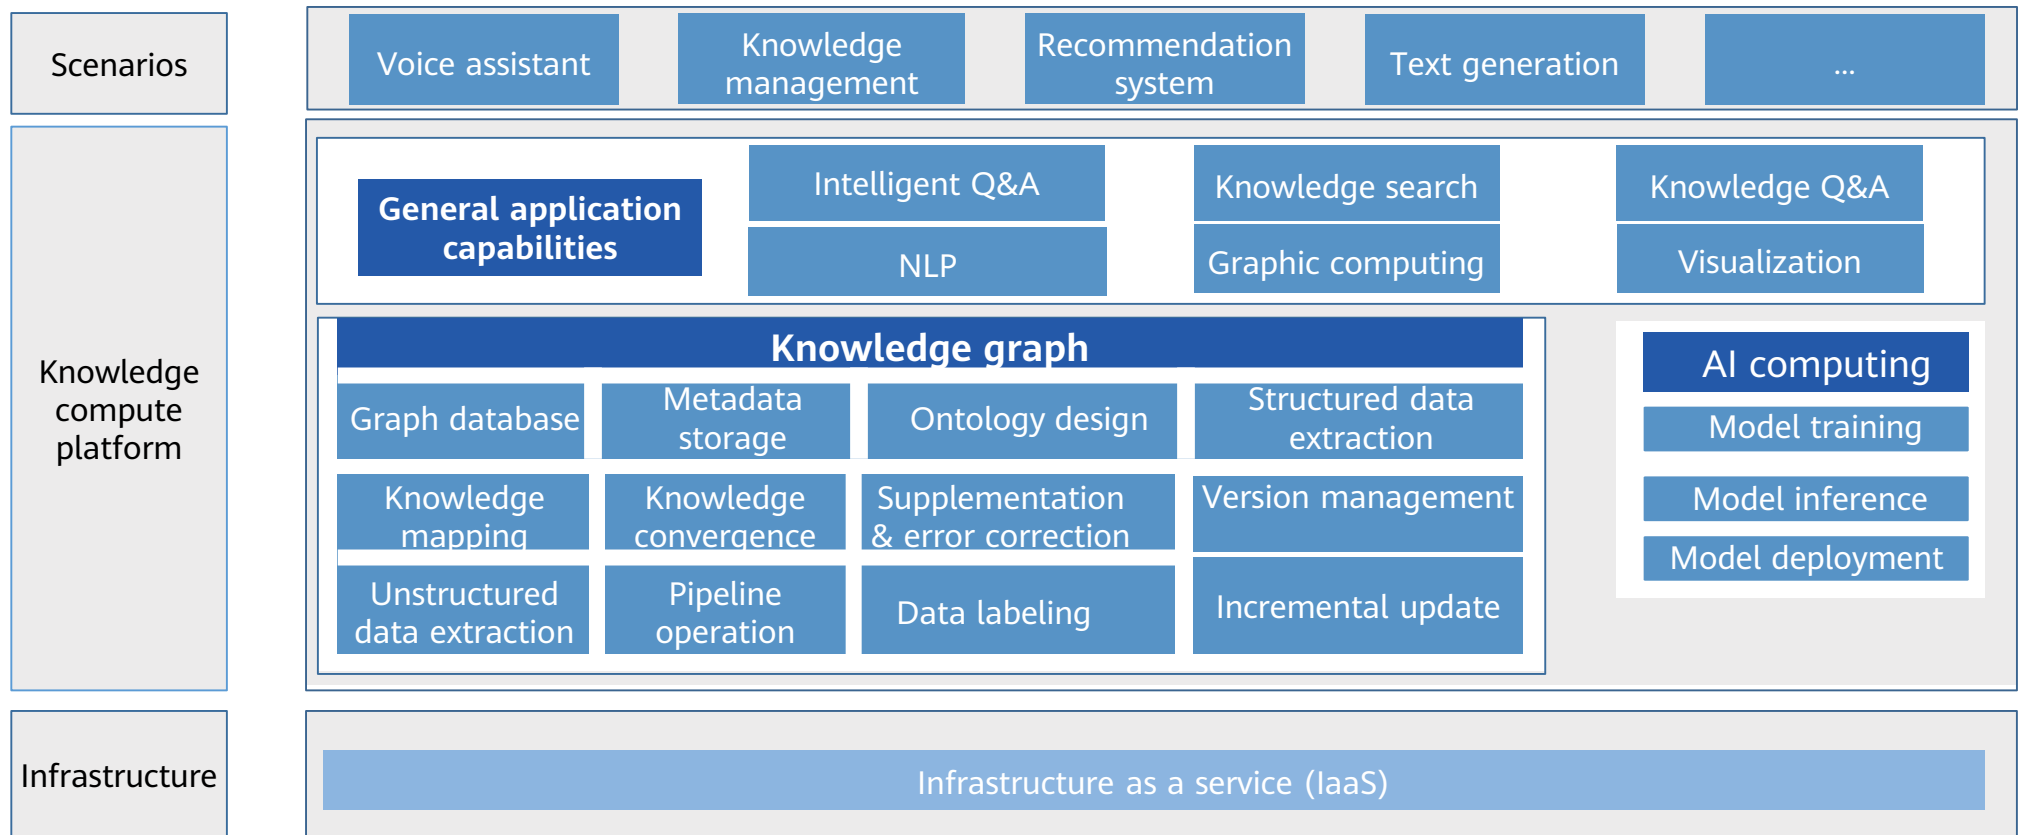 Scenarios
Voice assistant
Knowledge
management
Recommendation
system
Text generation
...
Knowledge
compute
platform
General application
capabilities
Intelligent Q&A
Knowledge search
Knowledge Q&A
NLP
Graphic computing
Visualization
Knowledge graph
Graph database
Metadata
storage
Ontology design
Structured data
extraction
Knowledge
mapping
Knowledge
convergence
Supplementation
& error correction
Version management
Unstructured
data extraction
Pipeline
operation
Data labeling
Incremental update
AI computing
Model training
Model inference
Model deployment
Infrastructure
Infrastructure as a service (IaaS)